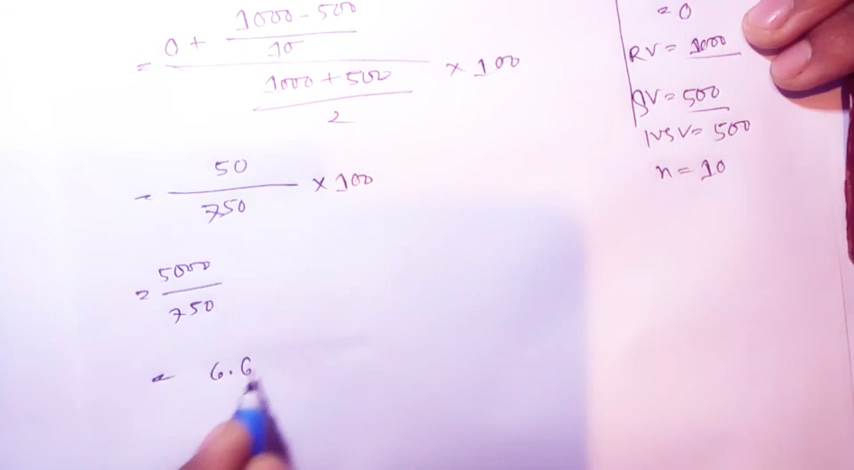 = (0 + (1000 - 500)/10) / ((1000 + 500)/2) × 100
= 50/750 × 100
= 5000/750
= 6.6
= 0
RV = 1000
SV = 500
NSV = 500
n = 10